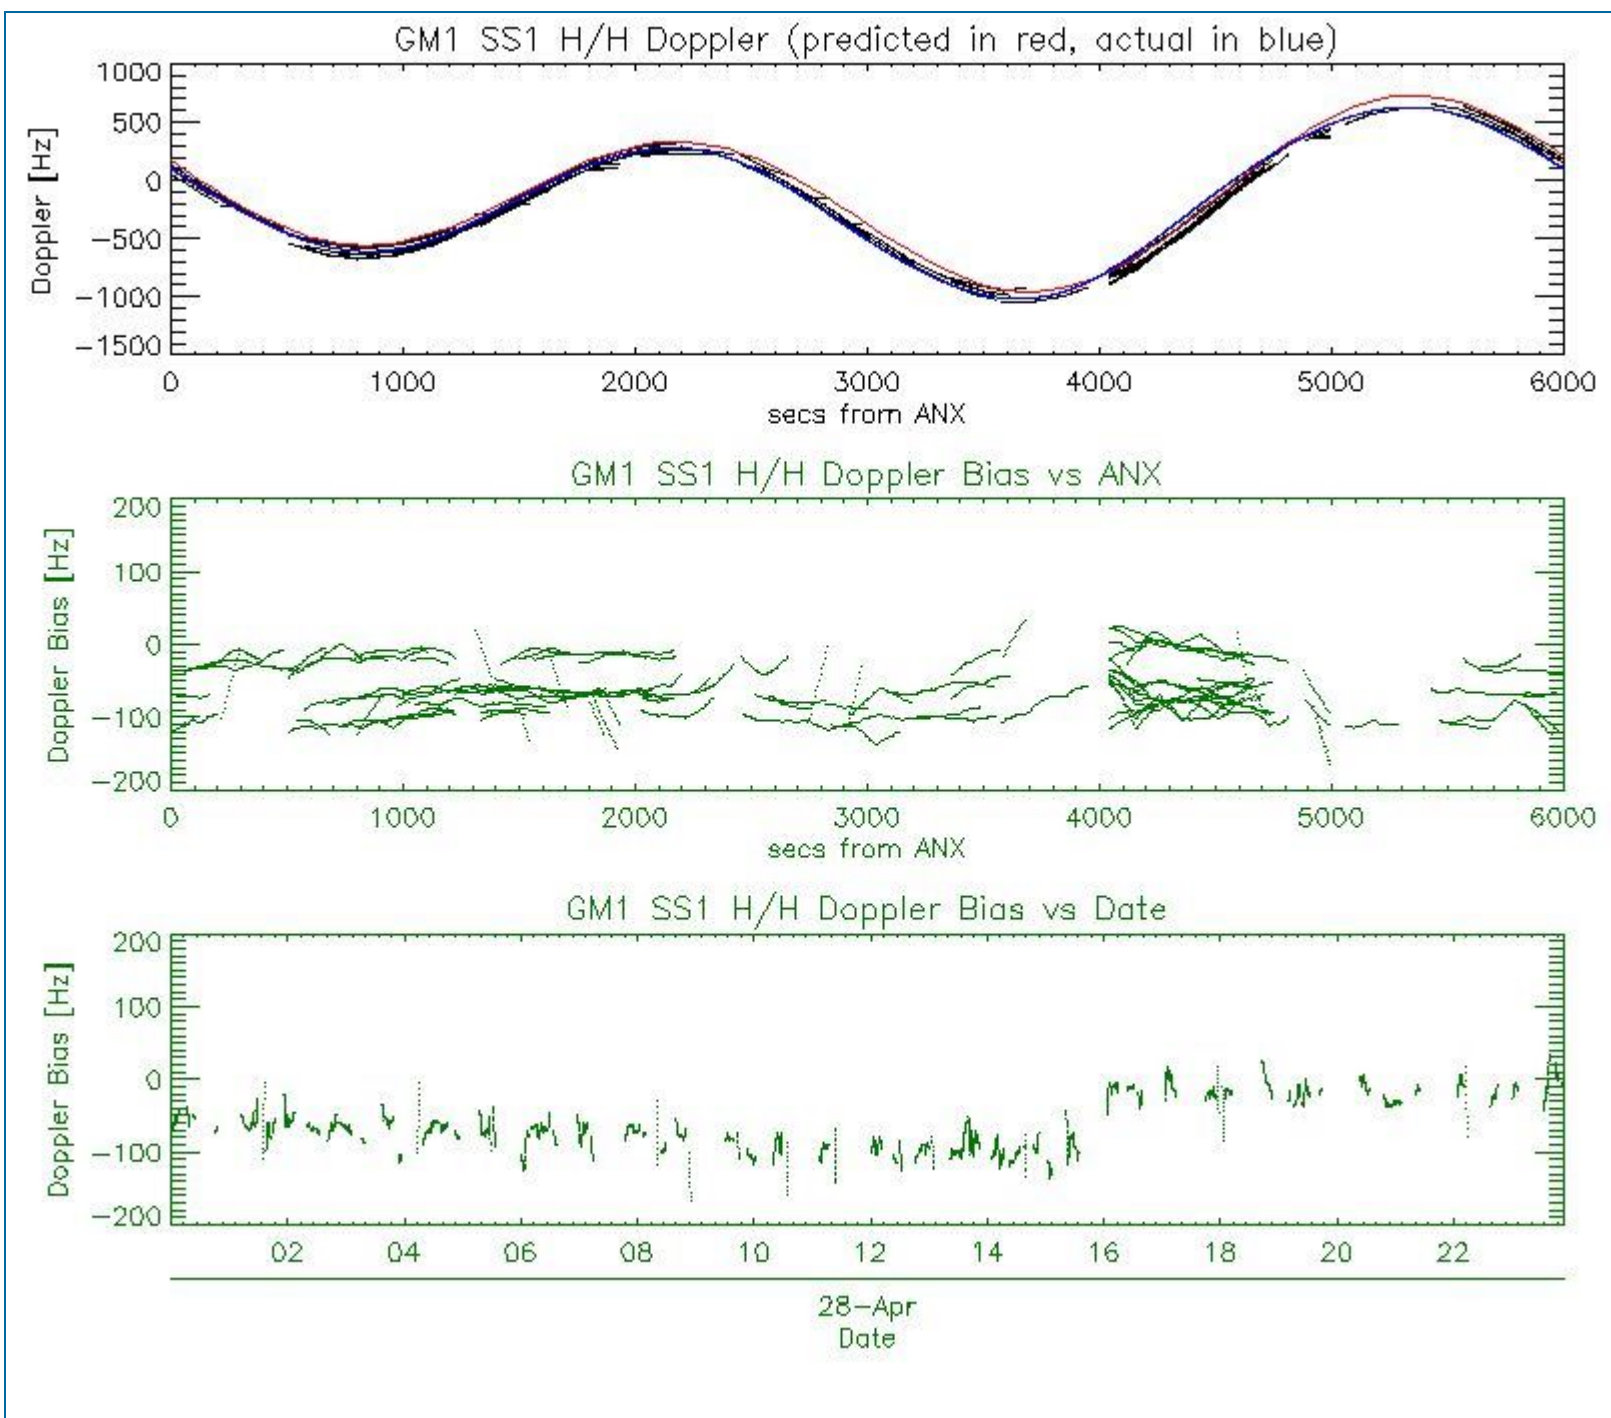 GM1 SS1 H/H Doppler (predicted in red, actual in blue)
Doppler [Hz]
1000
500
0
−500
−1000
−1500
0 1000 2000 3000 4000 5000 6000
secs from ANX
GM1 SS1 H/H Doppler Bias vs ANX
Doppler Bias [Hz]
200
100
0
−100
−200
0 1000 2000 3000 4000 5000 6000
secs from ANX
GM1 SS1 H/H Doppler Bias vs Date
Doppler Bias [Hz]
200
100
0
−100
−200
02 04 06 08 10 12 14 16 18 20 22
28−Apr
Date